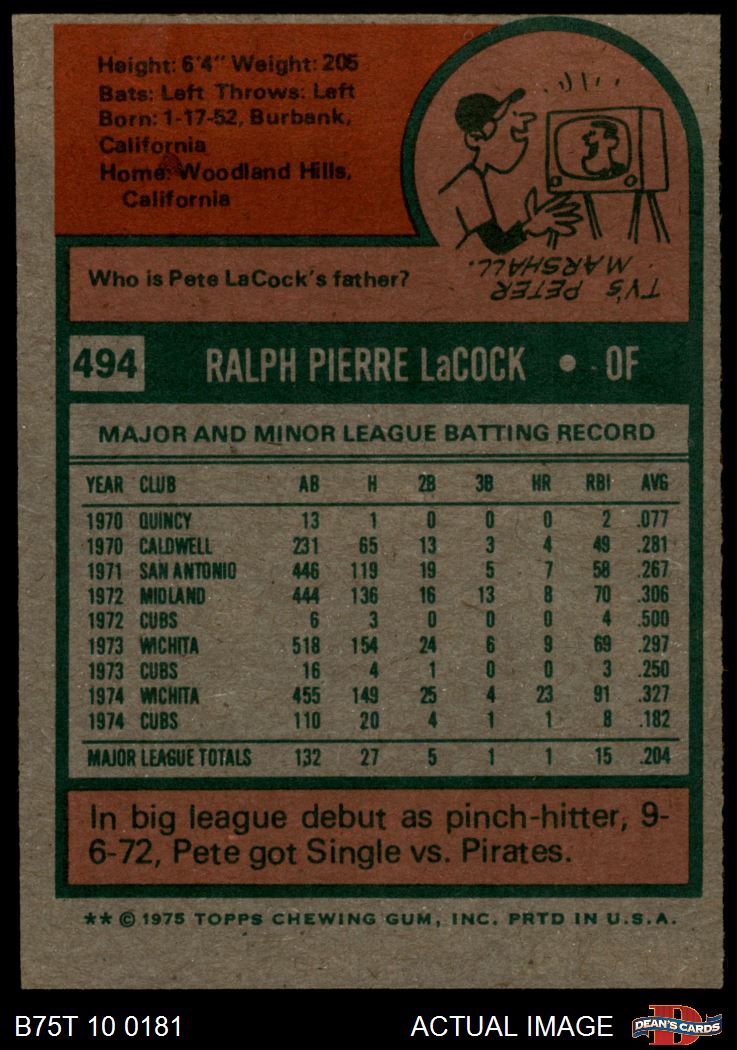 Height: 6'4" Weight: 205
Bats: Left Throws: Left
Born: 1-17-52, Burbank,
California
Home: Woodland Hills,
California
Who is Pete LaCock's father?
TV'S PETER
MARSHALL.
494 RALPH PIERRE LaCOCK • OF
MAJOR AND MINOR LEAGUE BATTING RECORD
YEAR CLUB AB H 2B 3B HR RBI AVG
1970 QUINCY 13 1 0 0 0 2 .077
1970 CALDWELL 231 65 13 3 4 49 .281
1971 SAN ANTONIO 446 119 19 5 7 58 .267
1972 MIDLAND 444 136 16 13 8 70 .306
1972 CUBS 6 3 0 0 0 4 .500
1973 WICHITA 518 154 24 6 9 69 .297
1973 CUBS 16 4 1 0 0 3 .250
1974 WICHITA 455 149 25 4 23 91 .327
1974 CUBS 110 20 4 1 1 8 .182
MAJOR LEAGUE TOTALS 132 27 5 1 1 15 .204
In big league debut as pinch-hitter, 9-
6-72, Pete got Single vs. Pirates.
** © 1975 TOPPS CHEWING GUM, INC. PRTD IN U.S.A.
B75T 10 0181 ACTUAL IMAGE DEAN'S CARDS